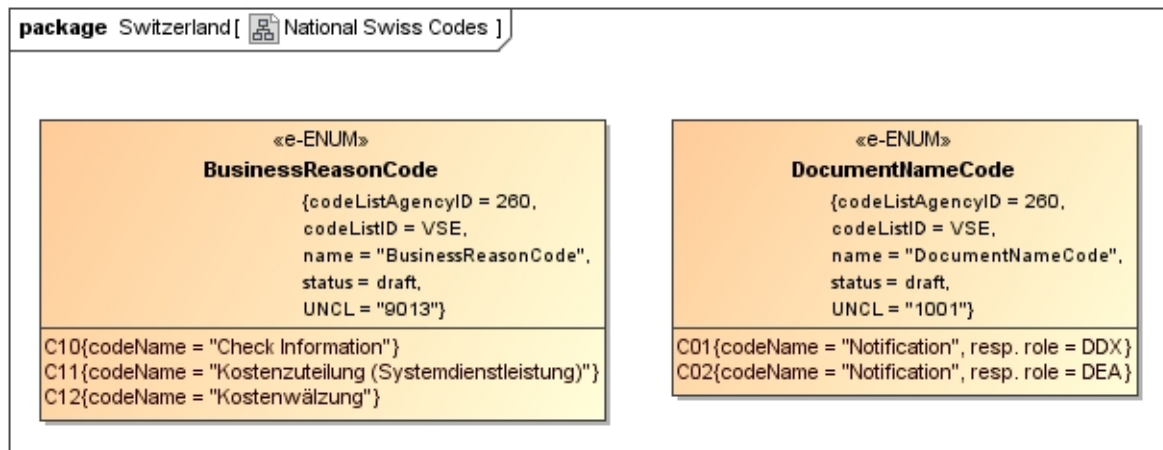 package Switzerland [ National Swiss Codes ]
«e-ENUM»
BusinessReasonCode
{codeListAgencyID = 260,
codeListID = VSE,
name = "BusinessReasonCode",
status = draft,
UNCL = "9013"}
C10{codeName = "Check Information"}
C11{codeName = "Kostenzuteilung (Systemdienstleistung)"}
C12{codeName = "Kostenwälzung"}
«e-ENUM»
DocumentNameCode
{codeListAgencyID = 260,
codeListID = VSE,
name = "DocumentNameCode",
status = draft,
UNCL = "1001"}
C01{codeName = "Notification", resp. role = DDX}
C02{codeName = "Notification", resp. role = DEA}